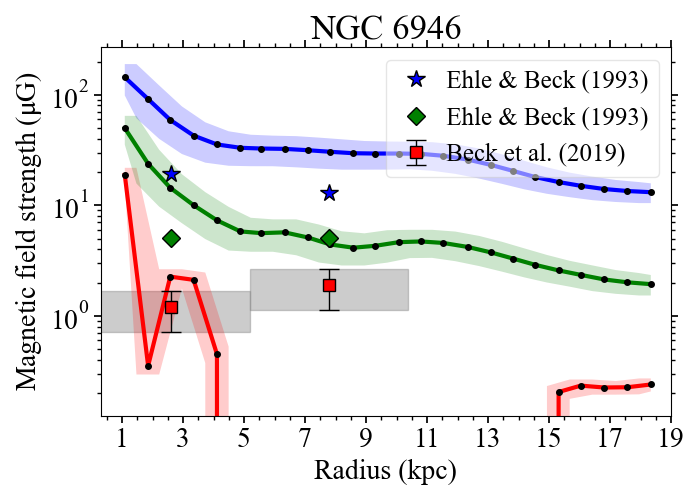 NGC 6946
Ehle & Beck (1993)
Ehle & Beck (1993)
Beck et al. (2019)
Magnetic field strength (μG)
10²
10¹
10⁰
1 3 5 7 9 11 13 15 17 19
Radius (kpc)